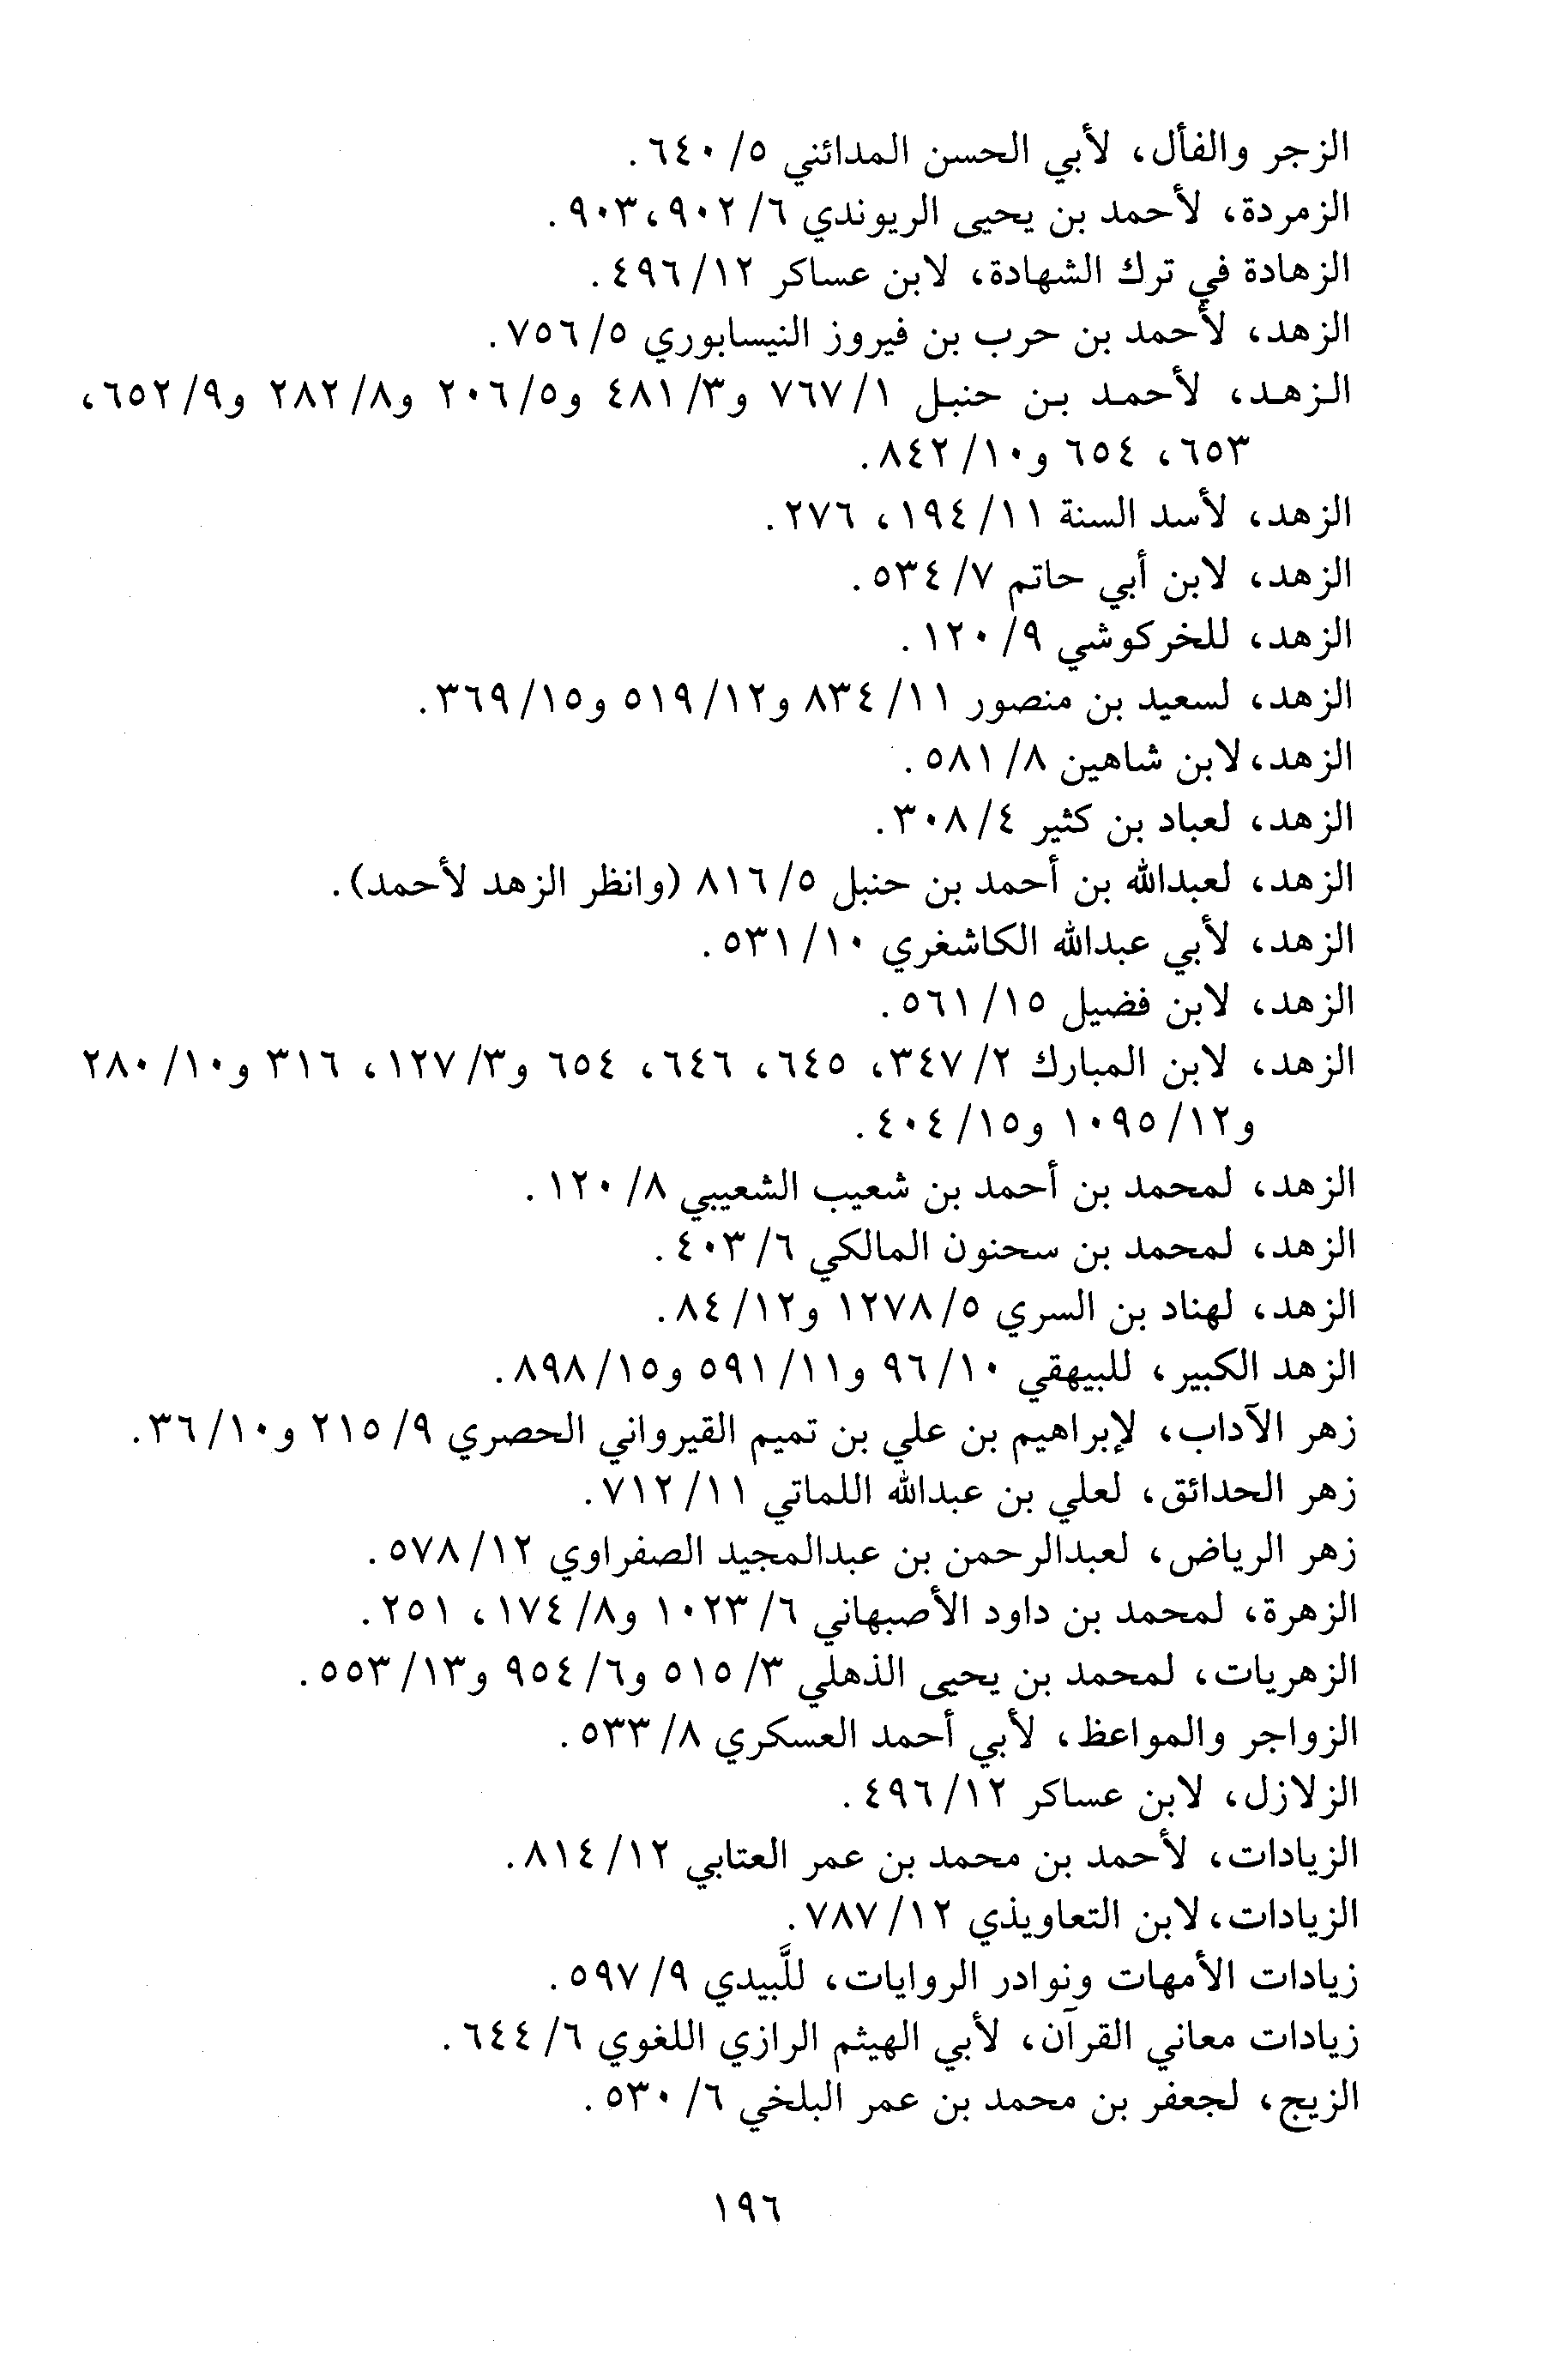 الزجر والفأل، لأبي الحسن المدائني ٥/ ٦٤٠.
الزمردة، لأحمد بن يحيى الريوندي ٦/ ٩٠٢،٩٠٣.
الزهادة في ترك الشهادة، لابن عساكر ١٢/ ٤٩٦.
الزهد، لأحمد بن حرب بن فيروز النيسابوري ٥/ ٧٥٦.
الزهد، لأحمد بن حنبل ١/ ٧٦٧ و٣/ ٤٨١ و٥/ ٢٠٦ و٨/ ٢٨٢ و٩/ ٦٥٢،
٦٥٣، ٦٥٤ و١٠/ ٨٤٢.
الزهد، لأسد السنة ١١/ ١٩٤، ٢٧٦.
الزهد، لابن أبي حاتم ٧/ ٥٣٤.
الزهد، للخركوشي ٩/ ١٢٠.
الزهد، لسعيد بن منصور ١١/ ٨٣٤ و١٢/ ٥١٩ و١٥/ ٣٦٩.
الزهد،لابن شاهين ٨/ ٥٨١.
الزهد، لعباد بن كثير ٤/ ٣٠٨.
الزهد، لعبدالله بن أحمد بن حنبل ٥/ ٨١٦ (وانظر الزهد لأحمد).
الزهد، لأبي عبدالله الكاشغري ١٠/ ٥٣١.
الزهد، لابن فضيل ١٥/ ٥٦١.
الزهد، لابن المبارك ٢/ ٣٤٧، ٦٤٥، ٦٤٦، ٦٥٤ و٣/ ١٢٧، ٣١٦ و١٠/ ٢٨٠
و١٢/ ١٠٩٥ و١٥/ ٤٠٤.
الزهد، لمحمد بن أحمد بن شعيب الشعيبي ٨/ ١٢٠.
الزهد، لمحمد بن سحنون المالكي ٦/ ٤٠٣.
الزهد، لهناد بن السري ٥/ ١٢٧٨ و١٢/ ٨٤.
الزهد الكبير، للبيهقي ١٠/ ٩٦ و١١/ ٥٩١ و١٥/ ٨٩٨.
زهر الآداب، لإبراهيم بن علي بن تميم القيرواني الحصري ٩/ ٢١٥ و١٠/ ٣٦.
زهر الحدائق، لعلي بن عبدالله اللماتي ١١/ ٧١٢.
زهر الرياض، لعبدالرحمن بن عبدالمجيد الصفراوي ١٢/ ٥٧٨.
الزهرة، لمحمد بن داود الأصبهاني ٦/ ١٠٢٣ و٨/ ١٧٤، ٢٥١.
الزهريات، لمحمد بن يحيى الذهلي ٣/ ٥١٥ و٦/ ٩٥٤ و١٣/ ٥٥٣.
الزواجر والمواعظ، لأبي أحمد العسكري ٨/ ٥٣٣.
الزلازل، لابن عساكر ١٢/ ٤٩٦.
الزيادات، لأحمد بن محمد بن عمر العتابي ١٢/ ٨١٤.
الزيادات،لابن التعاويذي ١٢/ ٧٨٧.
زيادات الأمهات ونوادر الروايات، للَّبيدي ٩/ ٥٩٧.
زيادات معاني القرآن، لأبي الهيثم الرازي اللغوي ٦/ ٦٤٤.
الزيج، لجعفر بن محمد بن عمر البلخي ٦/ ٥٣٠.
١٩٦